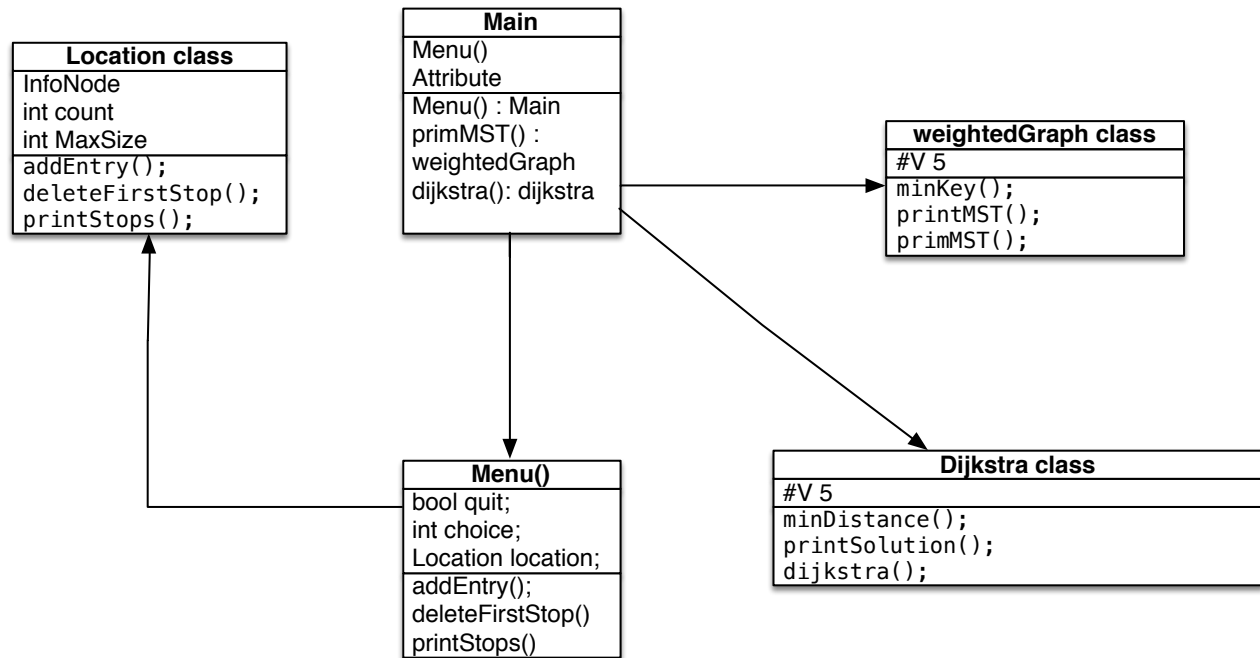 Location class
InfoNode
int count
int MaxSize
addEntry();
deleteFirstStop();
printStops();
Main
Menu()
Attribute
Menu() : Main
primMST() :
weightedGraph
dijkstra(): dijkstra
weightedGraph class
#V 5
minKey();
printMST();
primMST();
Menu()
bool quit;
int choice;
Location location;
addEntry();
deleteFirstStop()
printStops()
Dijkstra class
#V 5
minDistance();
printSolution();
dijkstra();